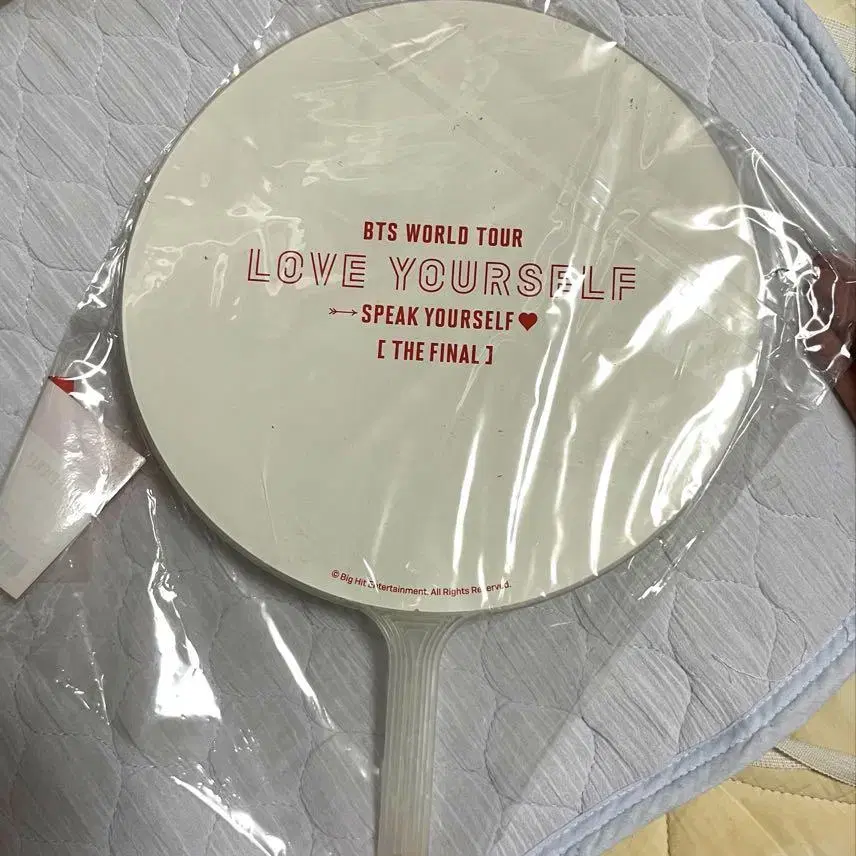 BTS WORLD TOUR
LOVE YOURSELF
SPEAK YOURSELF
[ THE FINAL ]
© Big Hit Entertainment. All Rights Reserved.